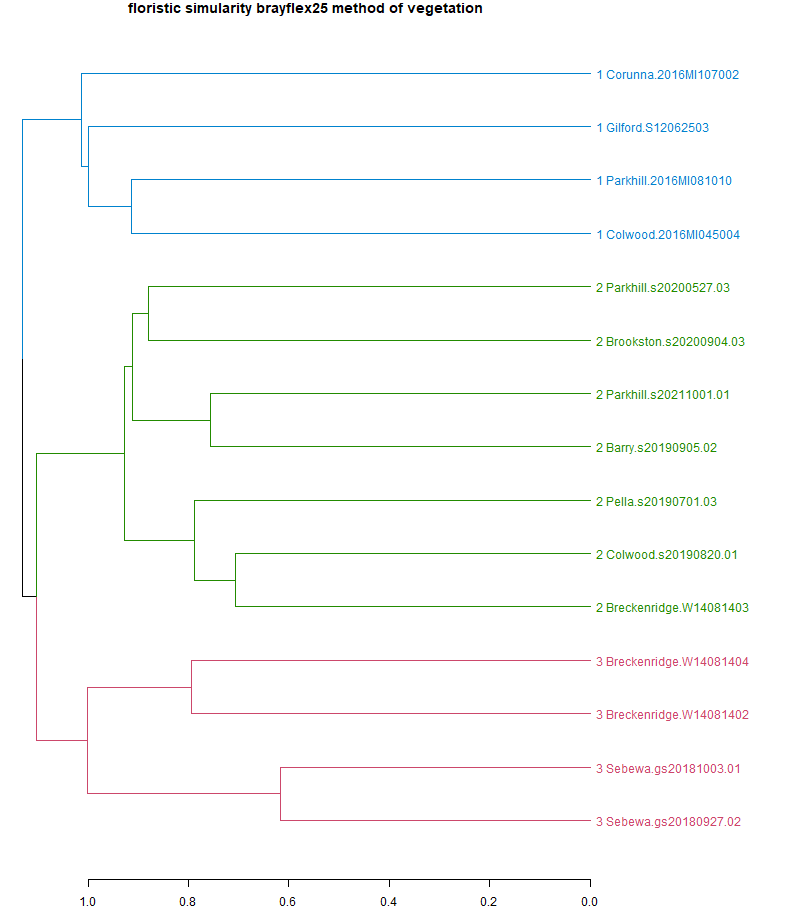 floristic simularity brayflex25 method of vegetation
1 Corunna.2016MI107002
1 Gilford.S12062503
1 Parkhill.2016MI081010
1 Colwood.2016MI045004
2 Parkhill.s20200527.03
2 Brookston.s20200904.03
2 Parkhill.s20211001.01
2 Barry.s20190905.02
2 Pella.s20190701.03
2 Colwood.s20190820.01
2 Breckenridge.W14081403
3 Breckenridge.W14081404
3 Breckenridge.W14081402
3 Sebewa.gs20181003.01
3 Sebewa.gs20180927.02
1.0 0.8 0.6 0.4 0.2 0.0